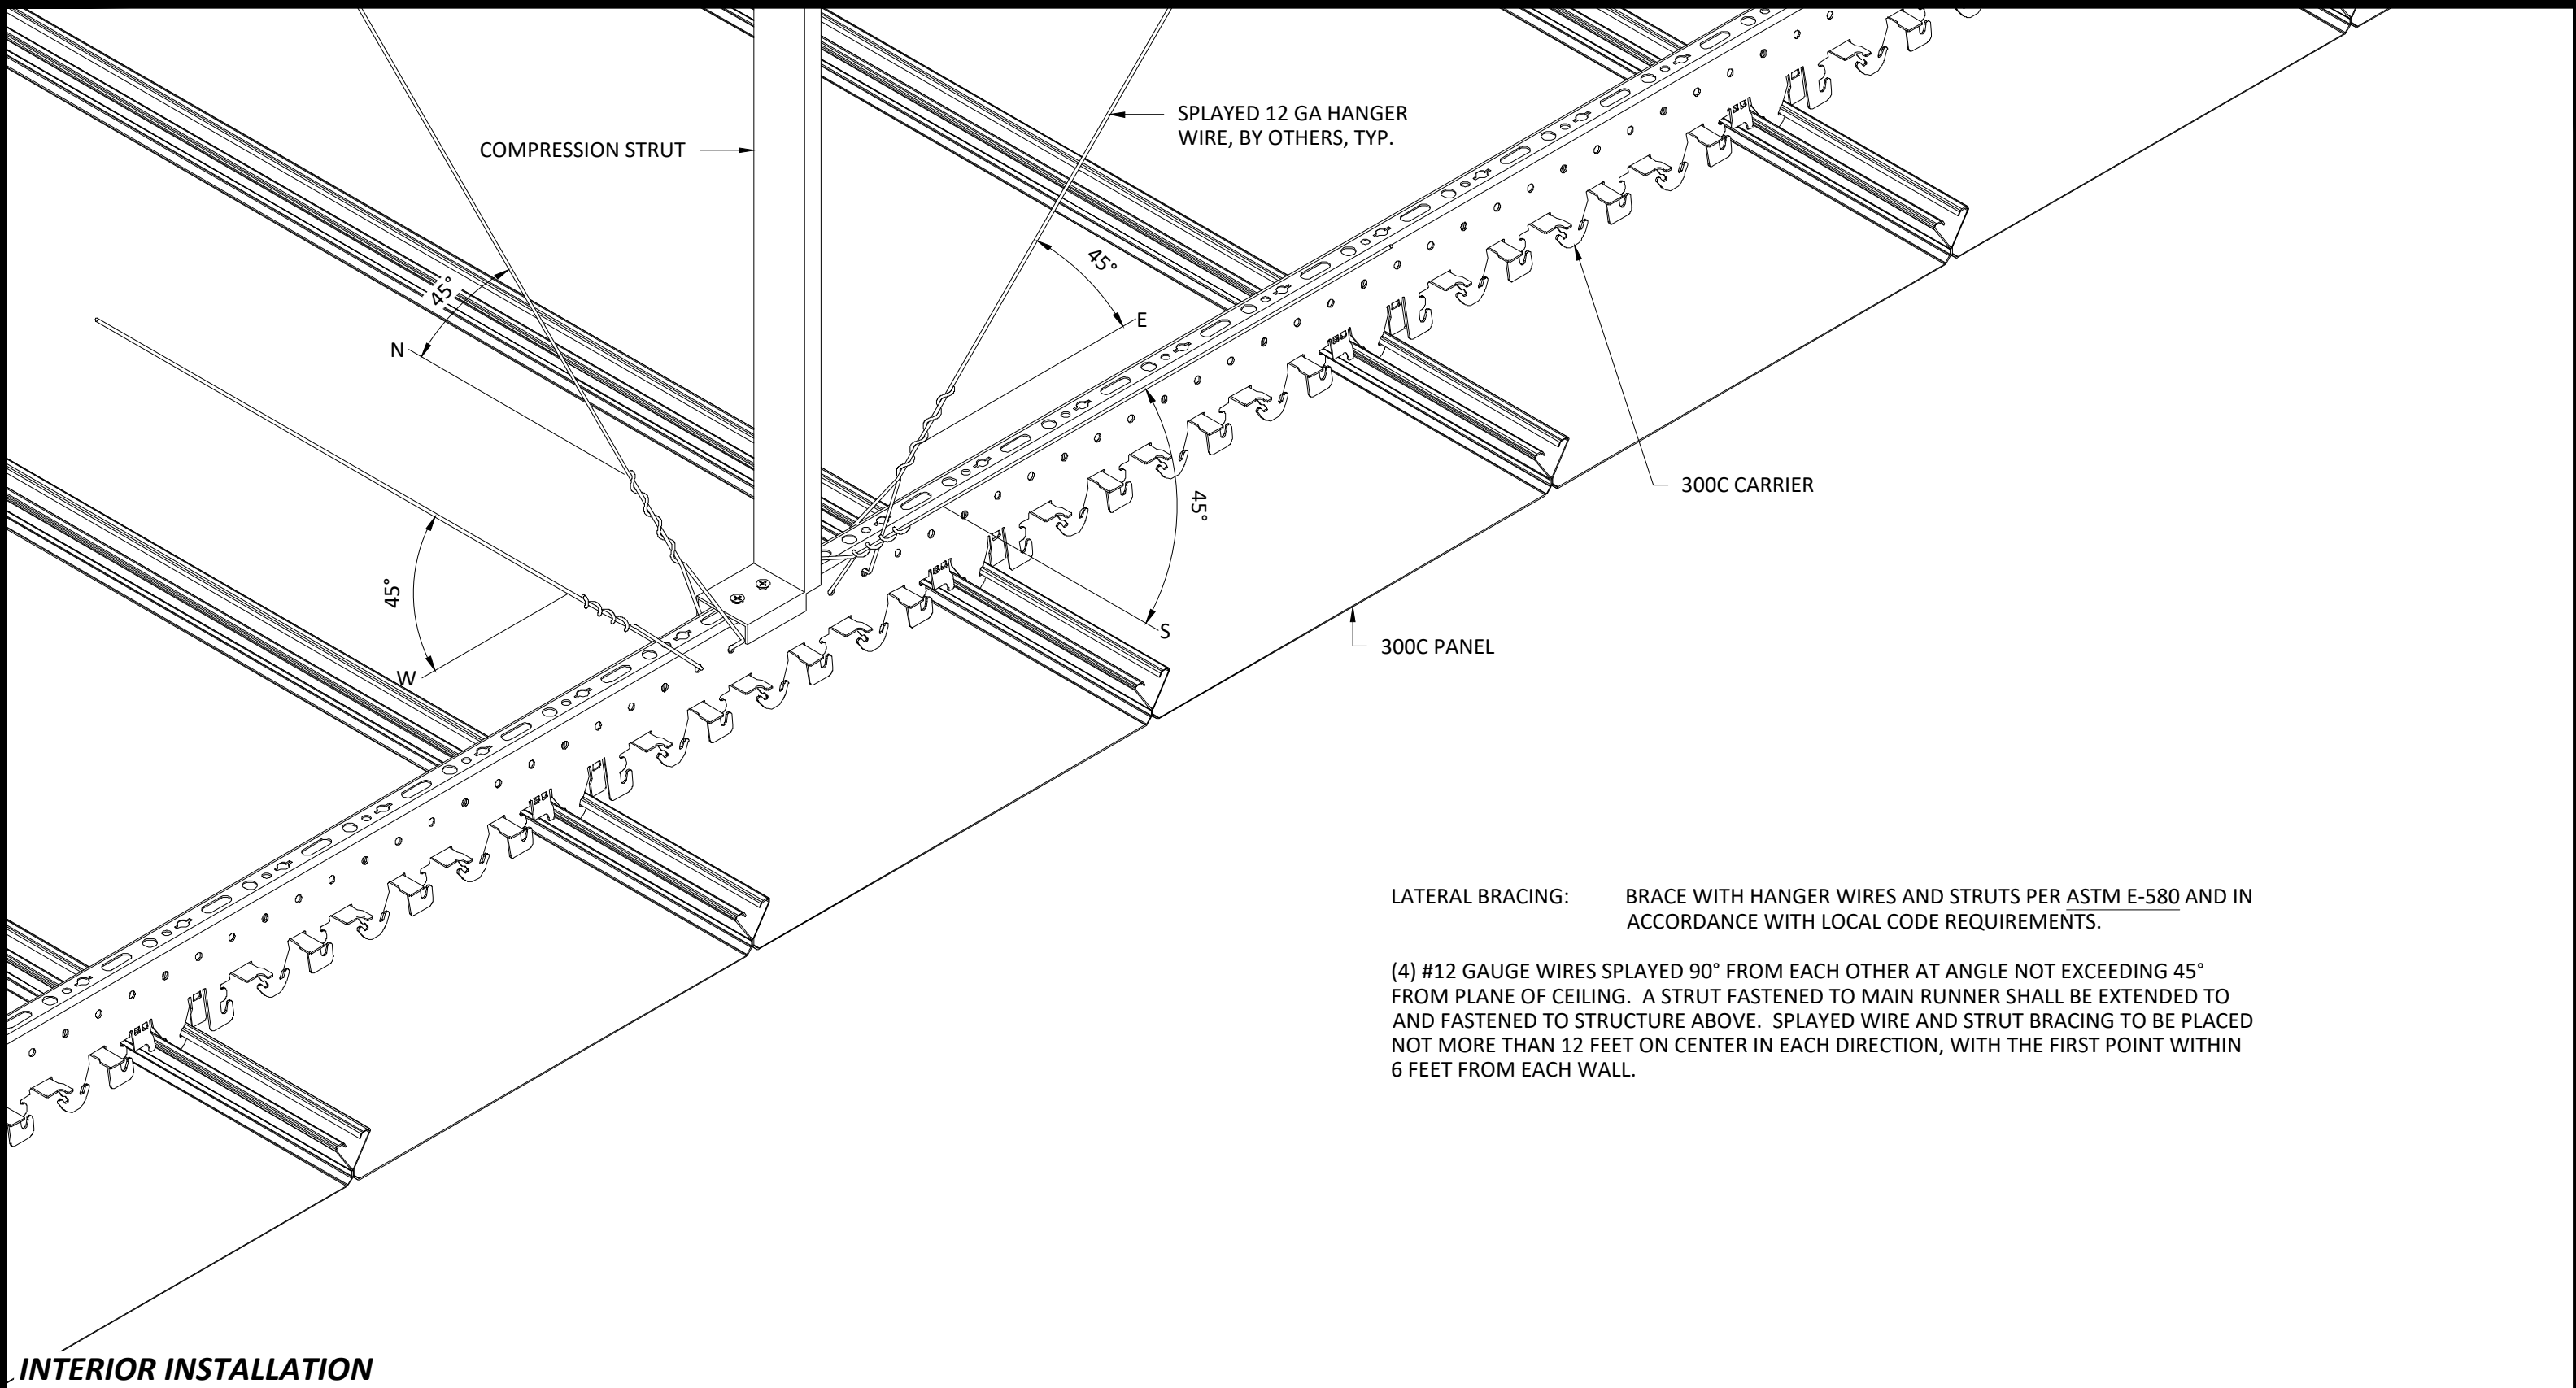 SPLAYED 12 GA HANGER
WIRE, BY OTHERS, TYP.
COMPRESSION STRUT
45°
45°
N
E
45°
300C CARRIER
45°
S
300C PANEL
W
LATERAL BRACING: BRACE WITH HANGER WIRES AND STRUTS PER ASTM E-580 AND IN
ACCORDANCE WITH LOCAL CODE REQUIREMENTS.
(4) #12 GAUGE WIRES SPLAYED 90° FROM EACH OTHER AT ANGLE NOT EXCEEDING 45°
FROM PLANE OF CEILING. A STRUT FASTENED TO MAIN RUNNER SHALL BE EXTENDED TO
AND FASTENED TO STRUCTURE ABOVE. SPLAYED WIRE AND STRUT BRACING TO BE PLACED
NOT MORE THAN 12 FEET ON CENTER IN EACH DIRECTION, WITH THE FIRST POINT WITHIN
6 FEET FROM EACH WALL.
INTERIOR INSTALLATION